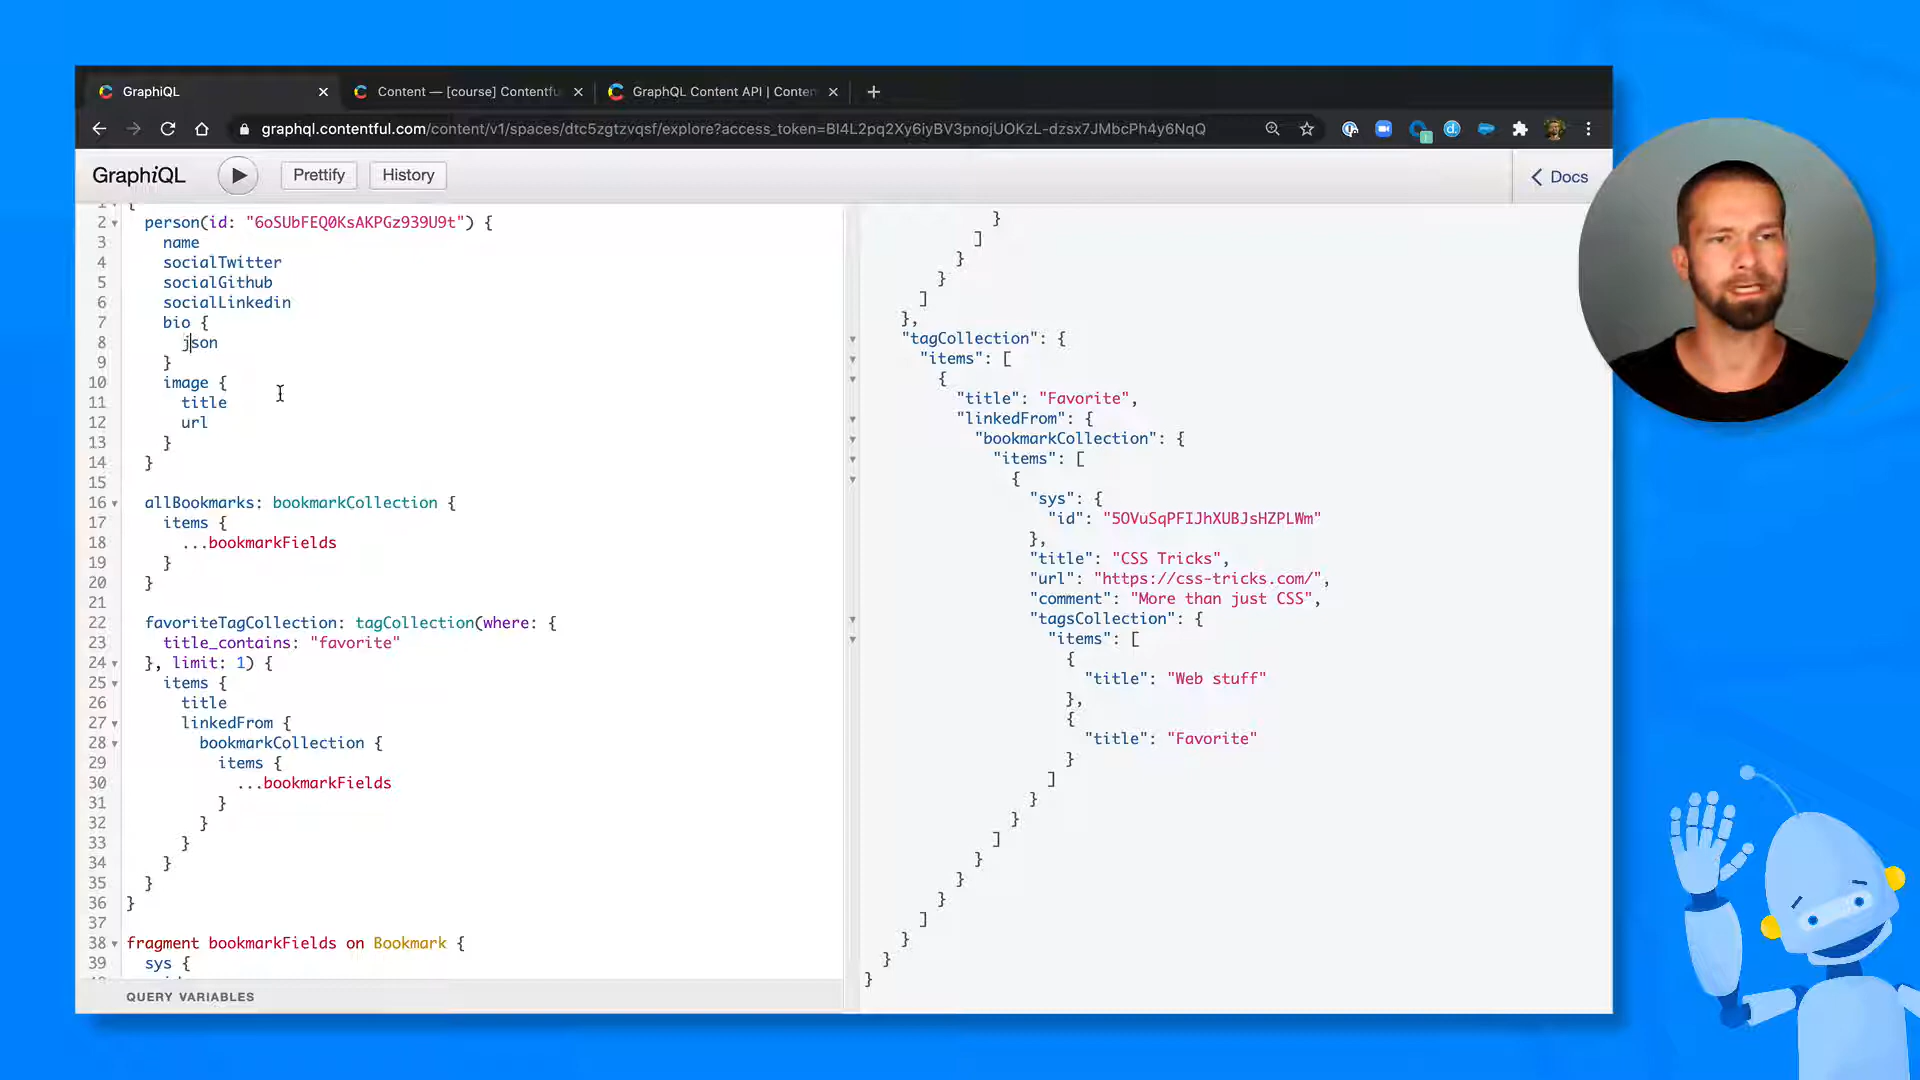 GraphiQL
Content — [course] Contentfu
GraphQL Content API | Conten
graphql.contentful.com/content/v1/spaces/dtc5zgtzvqsf/explore?access_token=BI4L2pq2Xy6iyBV3pnojUOKzL-dzsx7JMbcPh4y6NqQ
GraphiQL
Prettify
History
Docs
1 {
2 person(id: "6oSUbFEQ0KsAKPGz939U9t") {
3 name
4 socialTwitter
5 socialGithub
6 socialLinkedin
7 bio {
8 json
9 }
10 image {
11 title
12 url
13 }
14 }
15
16 allBookmarks: bookmarkCollection {
17 items {
18 ...bookmarkFields
19 }
20 }
21
22 favoriteTagCollection: tagCollection(where: {
23 title_contains: "favorite"
24 }, limit: 1) {
25 items {
26 title
27 linkedFrom {
28 bookmarkCollection {
29 items {
30 ...bookmarkFields
31 }
32 }
33 }
34 }
35 }
36 }
37
38 fragment bookmarkFields on Bookmark {
39 sys {
QUERY VARIABLES
}
]
}
}
]
},
"tagCollection": {
"items": [
{
"title": "Favorite",
"linkedFrom": {
"bookmarkCollection": {
"items": [
{
"sys": {
"id": "5OVuSqPFIJhXUBJsHZPLWm"
},
"title": "CSS Tricks",
"url": "https://css-tricks.com/",
"comment": "More than just CSS",
"tagsCollection": {
"items": [
{
"title": "Web stuff"
},
{
"title": "Favorite"
}
]
}
}
]
}
}
}
]
}
}
}